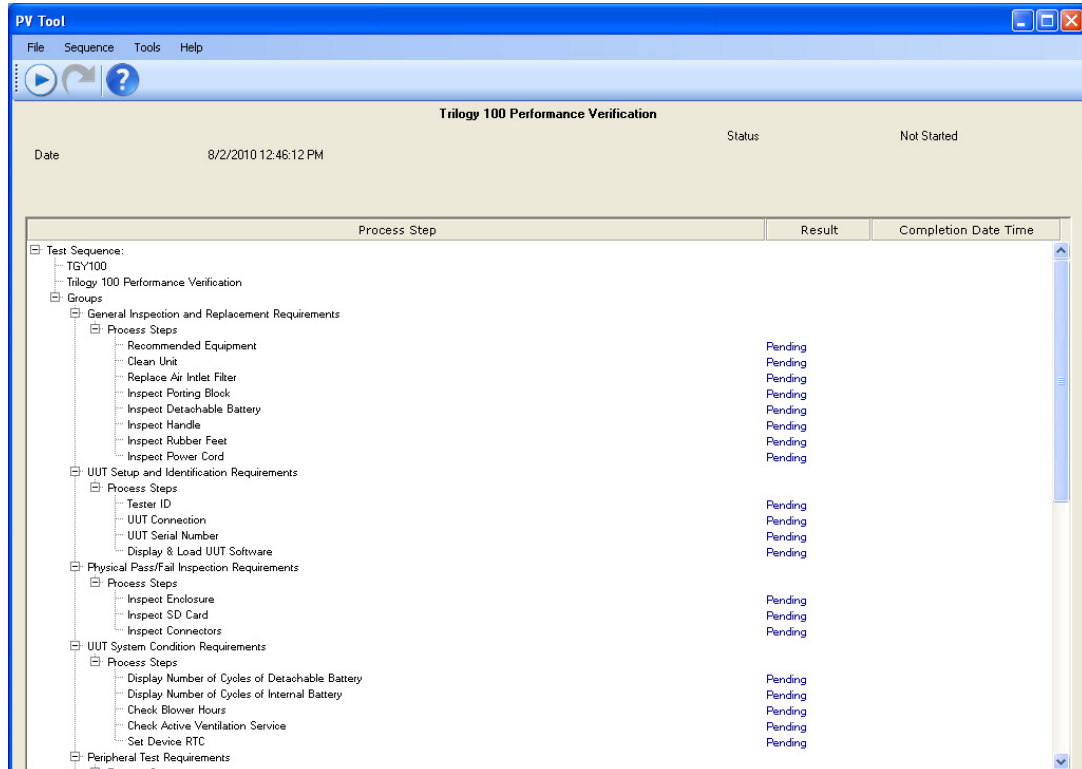 PV Tool
File Sequence Tools Help
Trilogy 100 Performance Verification
Status Not Started
Date 8/2/2010 12:46:12 PM
Process Step Result Completion Date Time
Test Sequence:
TGY100
Trilogy 100 Performance Verification
Groups
General Inspection and Replacement Requirements
Process Steps
Recommended Equipment Pending
Clean Unit Pending
Replace Air Intlet Filter Pending
Inspect Porting Block Pending
Inspect Detachable Battery Pending
Inspect Handle Pending
Inspect Rubber Feet Pending
Inspect Power Cord Pending
UUT Setup and Identification Requirements
Process Steps
Tester ID Pending
UUT Connection Pending
UUT Serial Number Pending
Display & Load UUT Software Pending
Physical Pass/Fail Inspection Requirements
Process Steps
Inspect Enclosure Pending
Inspect SD Card Pending
Inspect Connectors Pending
UUT System Condition Requirements
Process Steps
Display Number of Cycles of Detachable Battery Pending
Display Number of Cycles of Internal Battery Pending
Check Blower Hours Pending
Check Active Ventilation Service Pending
Set Device RTC Pending
Peripheral Test Requirements